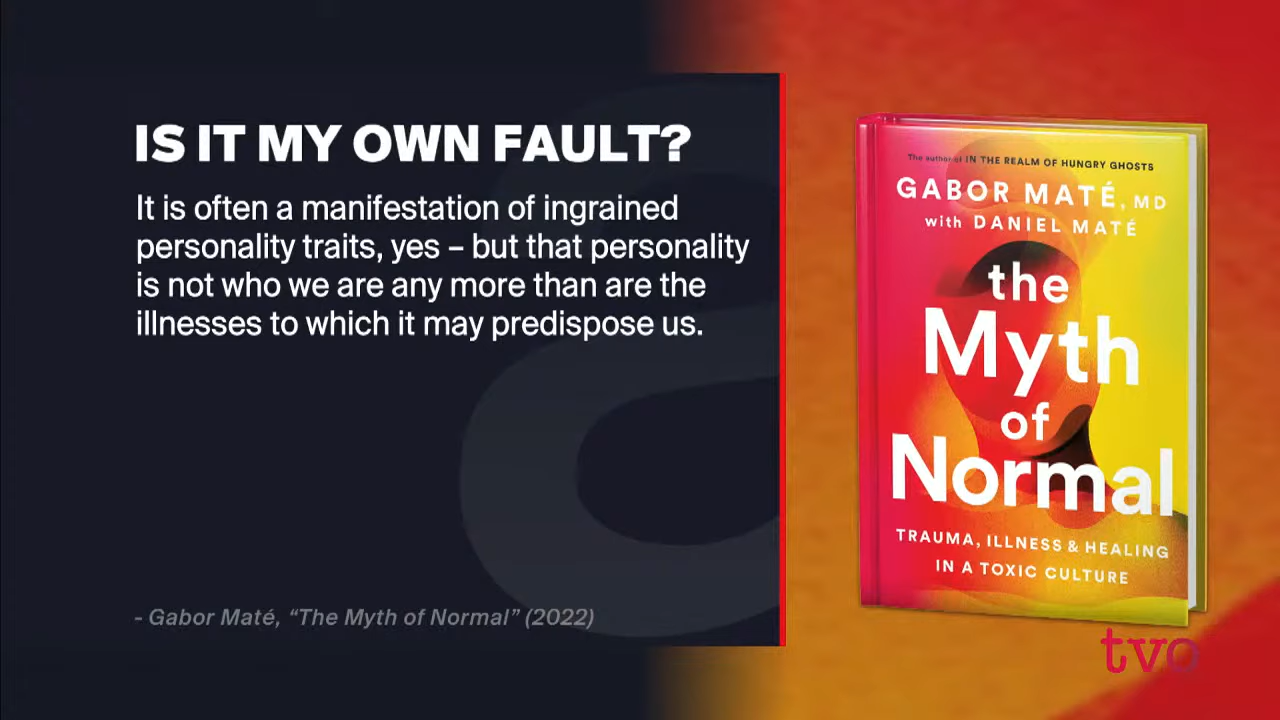 IS IT MY OWN FAULT?
It is often a manifestation of ingrained
personality traits, yes – but that personality
is not who we are any more than are the
illnesses to which it may predispose us.
- Gabor Maté, “The Myth of Normal” (2022)
The author of IN THE REALM OF HUNGRY GHOSTS
GABOR MATÉ, MD
with DANIEL MATÉ
the
Myth
of
Normal
TRAUMA, ILLNESS & HEALING
IN A TOXIC CULTURE
tvo